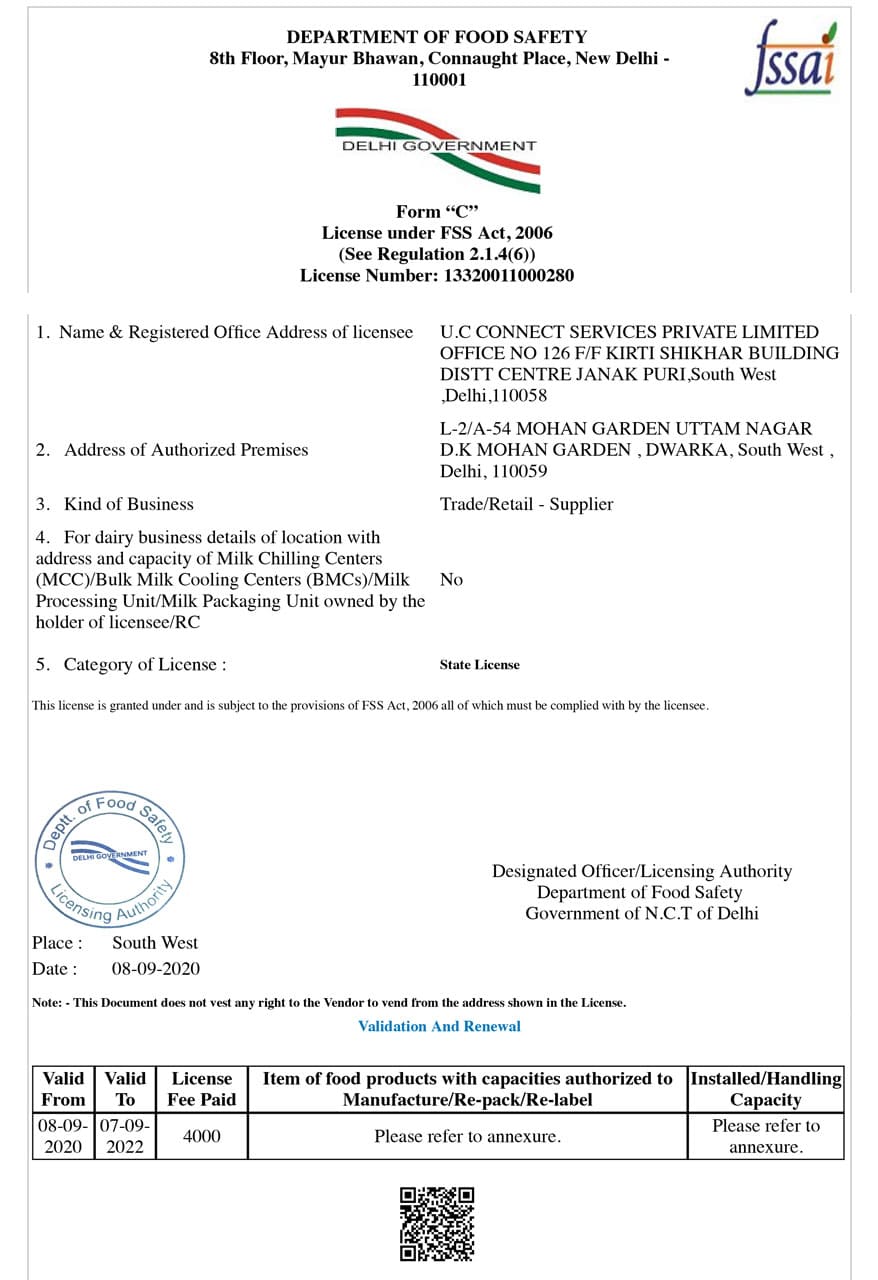 DEPARTMENT OF FOOD SAFETY
8th Floor, Mayur Bhawan, Connaught Place, New Delhi -
110001
fssai
DELHI GOVERNMENT
Form “C”
License under FSS Act, 2006
(See Regulation 2.1.4(6))
License Number: 13320011000280
1. Name & Registered Office Address of licensee
U.C CONNECT SERVICES PRIVATE LIMITED
OFFICE NO 126 F/F KIRTI SHIKHAR BUILDING
DISTT CENTRE JANAK PURI,South West
,Delhi,110058
2. Address of Authorized Premises
L-2/A-54 MOHAN GARDEN UTTAM NAGAR
D.K MOHAN GARDEN , DWARKA, South West ,
Delhi, 110059
3. Kind of Business
Trade/Retail - Supplier
4. For dairy business details of location with
address and capacity of Milk Chilling Centers
(MCC)/Bulk Milk Cooling Centers (BMCs)/Milk
Processing Unit/Milk Packaging Unit owned by the
holder of licensee/RC
No
5. Category of License :
State License
This license is granted under and is subject to the provisions of FSS Act, 2006 all of which must be complied with by the licensee.
Deptt. of Food Safety
DELHI GOVERNMENT
Licensing Authority
Designated Officer/Licensing Authority
Department of Food Safety
Government of N.C.T of Delhi
Place : South West
Date : 08-09-2020
Note: - This Document does not vest any right to the Vendor to vend from the address shown in the License.
Validation And Renewal
Valid From
Valid To
License Fee Paid
Item of food products with capacities authorized to Manufacture/Re-pack/Re-label
Installed/Handling Capacity
08-09-2020
07-09-2022
4000
Please refer to annexure.
Please refer to annexure.